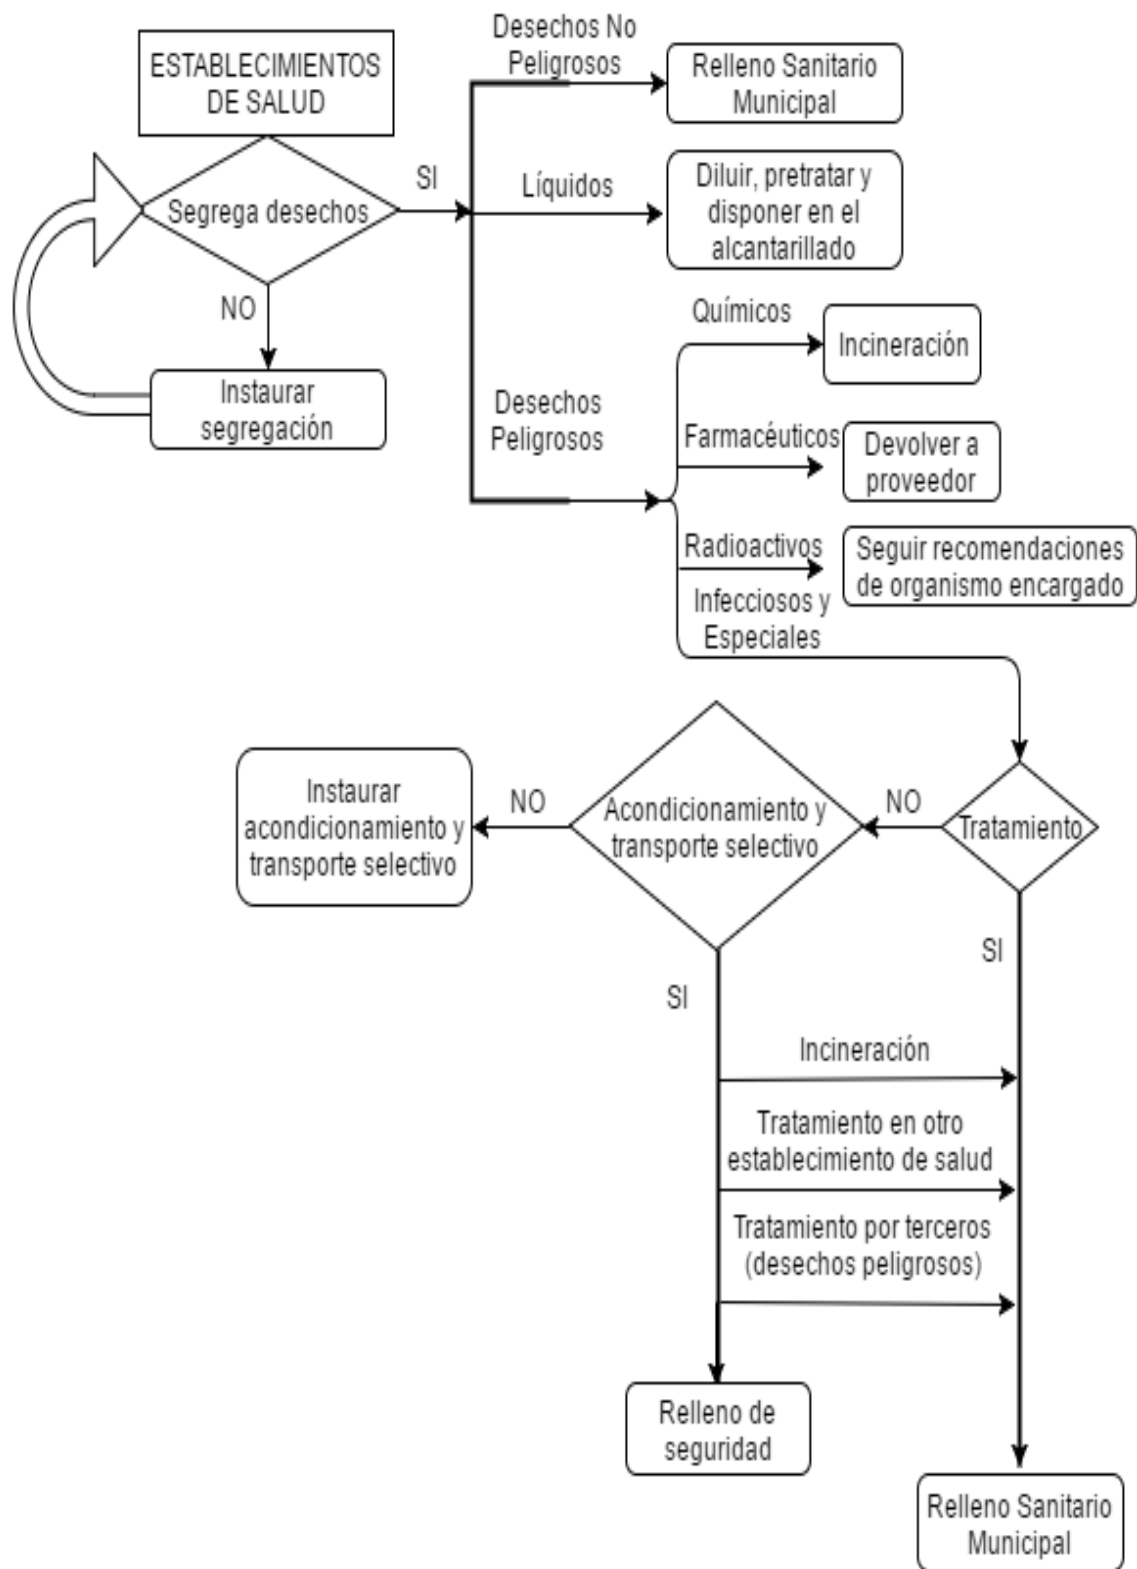 ESTABLECIMIENTOS
DE SALUD
Segrega desechos
SI
NO
Instaurar
segregación
Desechos No
Peligrosos
Relleno Sanitario
Municipal
Líquidos
Diluir, pretratar y
disponer en el
alcantarillado
Desechos
Peligrosos
Químicos
Incineración
Farmacéuticos
Devolver a
proveedor
Radioactivos
Seguir recomendaciones
de organismo encargado
Infecciosos y
Especiales
Tratamiento
NO
Acondicionamiento y
transporte selectivo
NO
Instaurar
acondicionamiento y
transporte selectivo
SI
SI
Incineración
Tratamiento en otro
establecimiento de salud
Tratamiento por terceros
(desechos peligrosos)
Relleno de
seguridad
Relleno Sanitario
Municipal